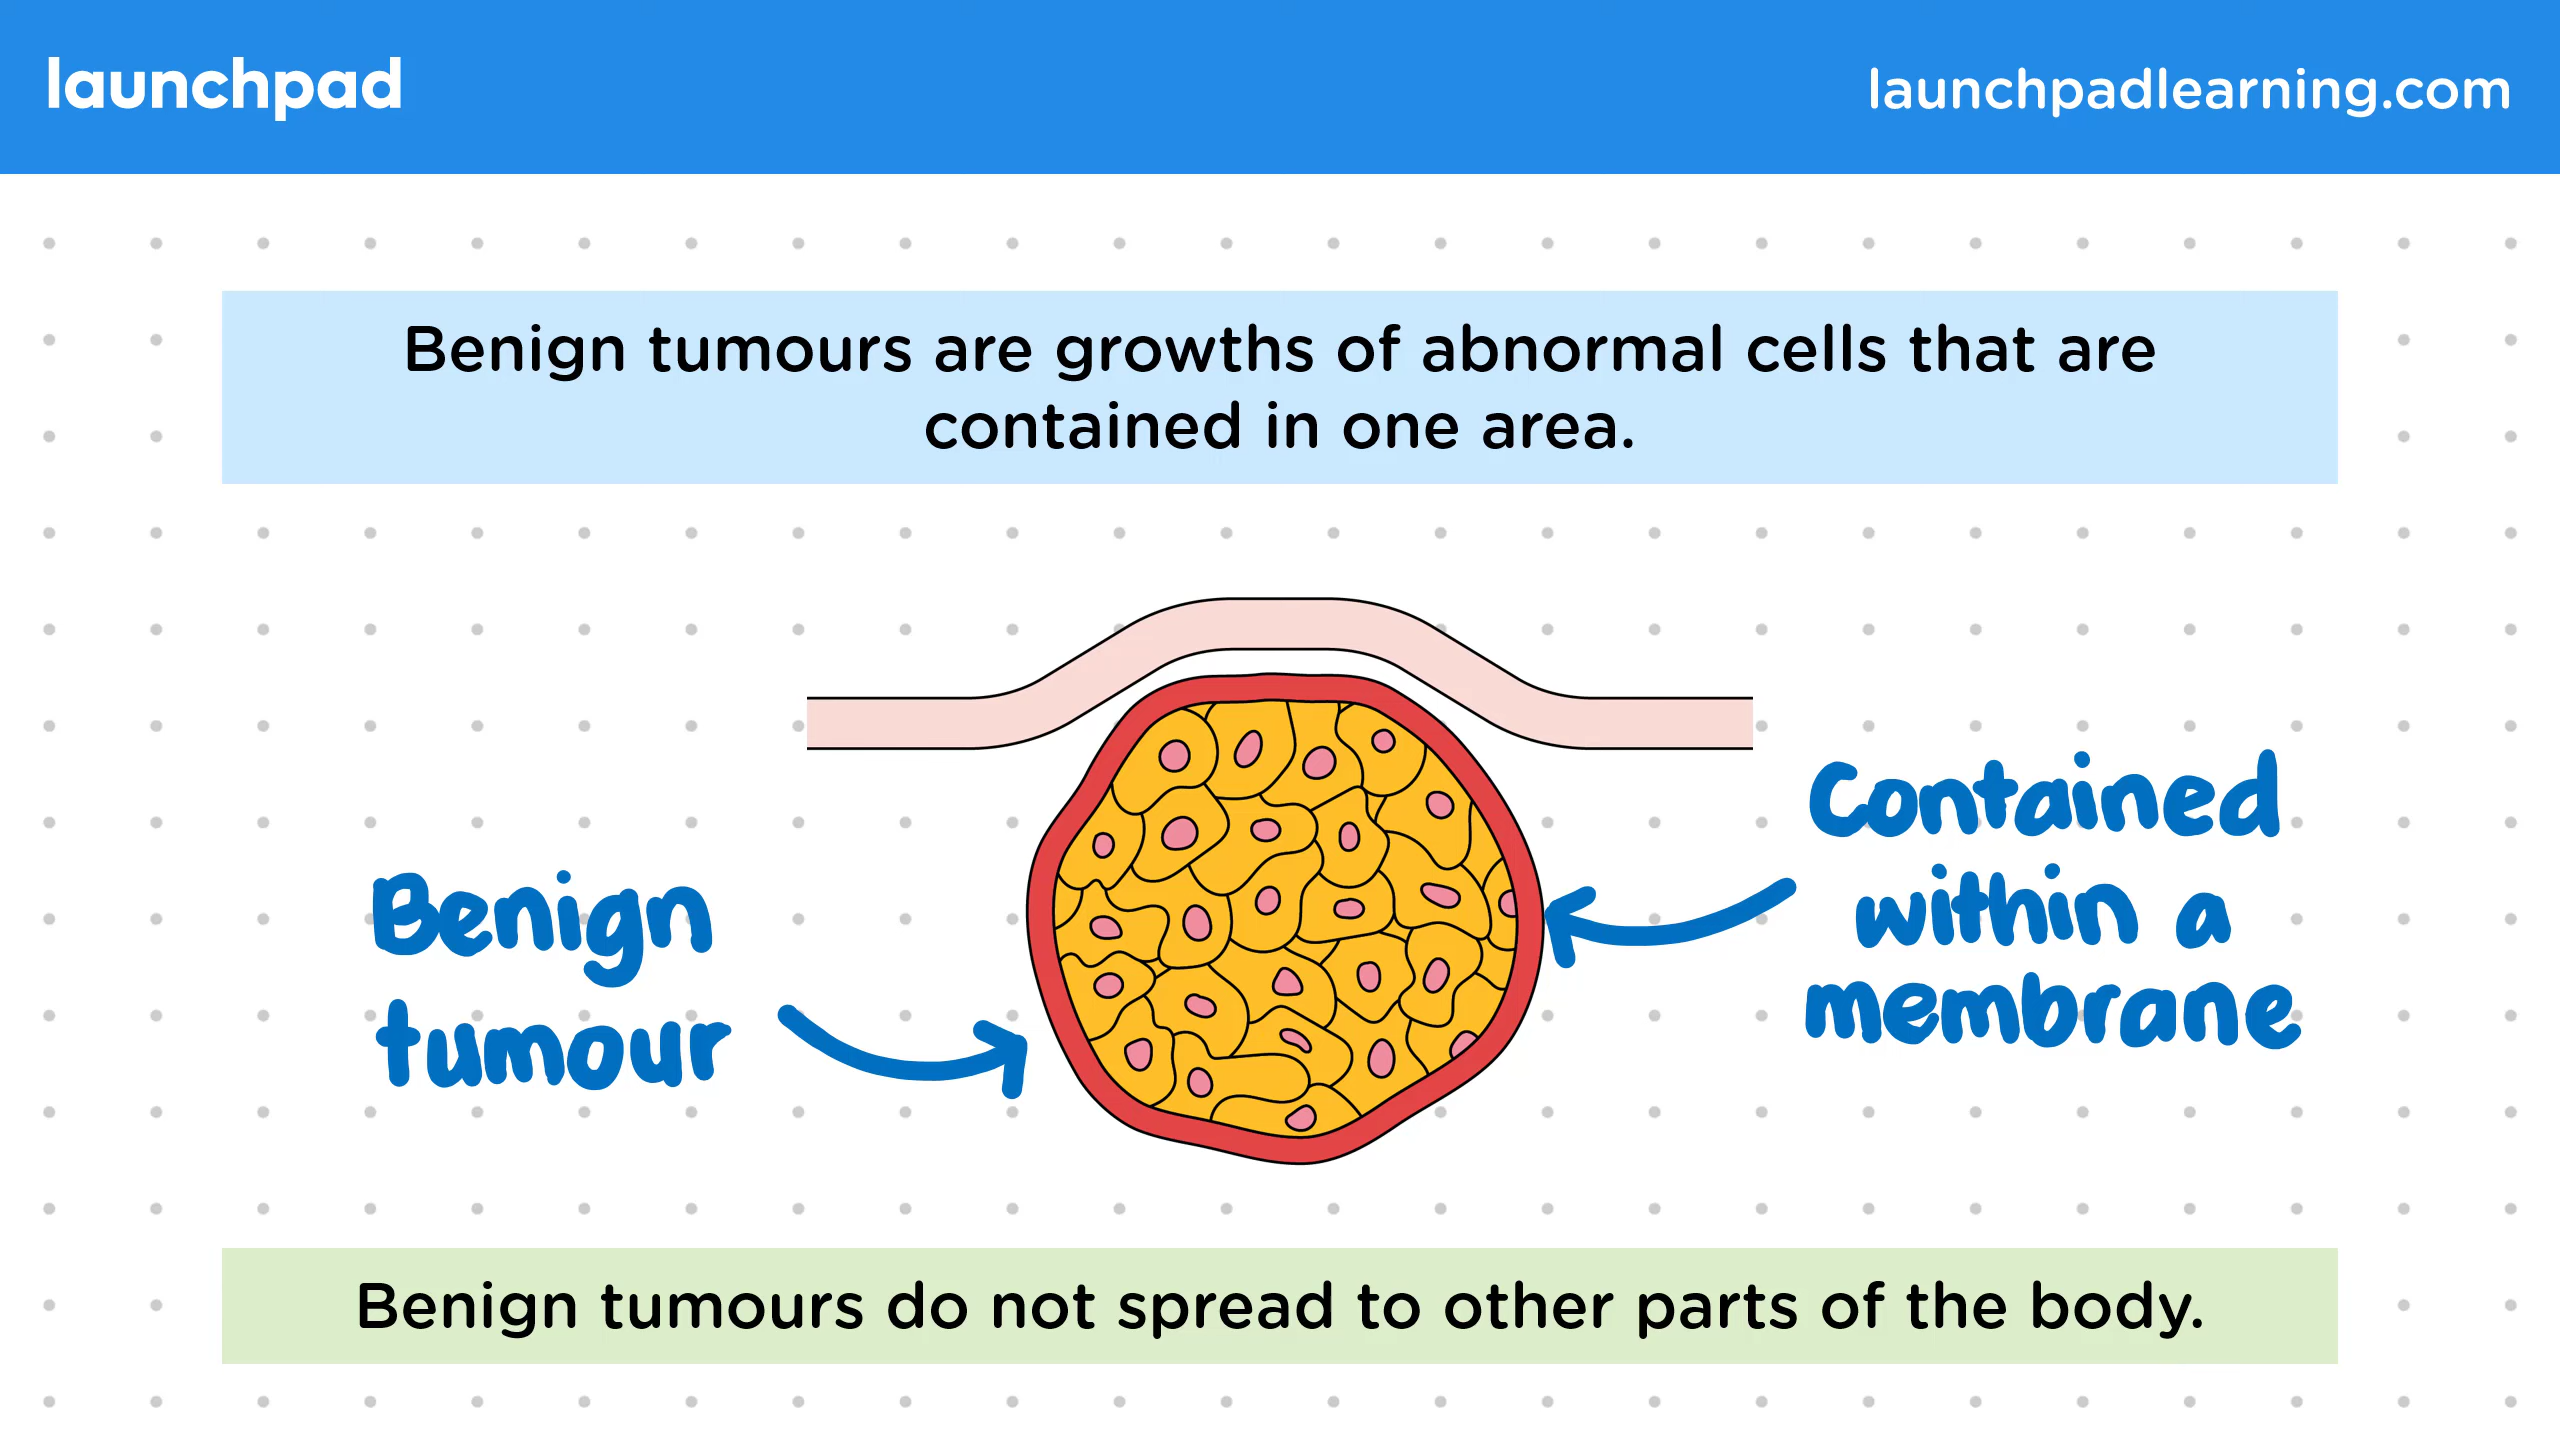 launchpad
launchpadlearning.com
Benign tumours are growths of abnormal cells that are
contained in one area.
Benign
tumour
Contained
within a
membrane
Benign tumours do not spread to other parts of the body.